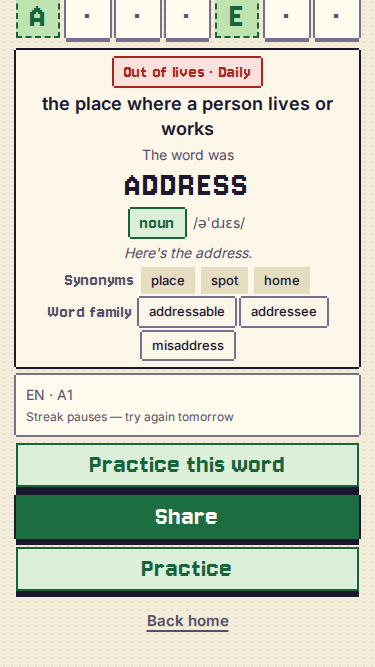 A · · · E · ·
Out of lives · Daily
the place where a person lives or
works
The word was
ADDRESS
noun /əˈdɹɛs/
Here's the address.
Synonyms place spot home
Word family addressable addressee
misaddress
EN · A1
Streak pauses — try again tomorrow
Practice this word
Share
Practice
Back home